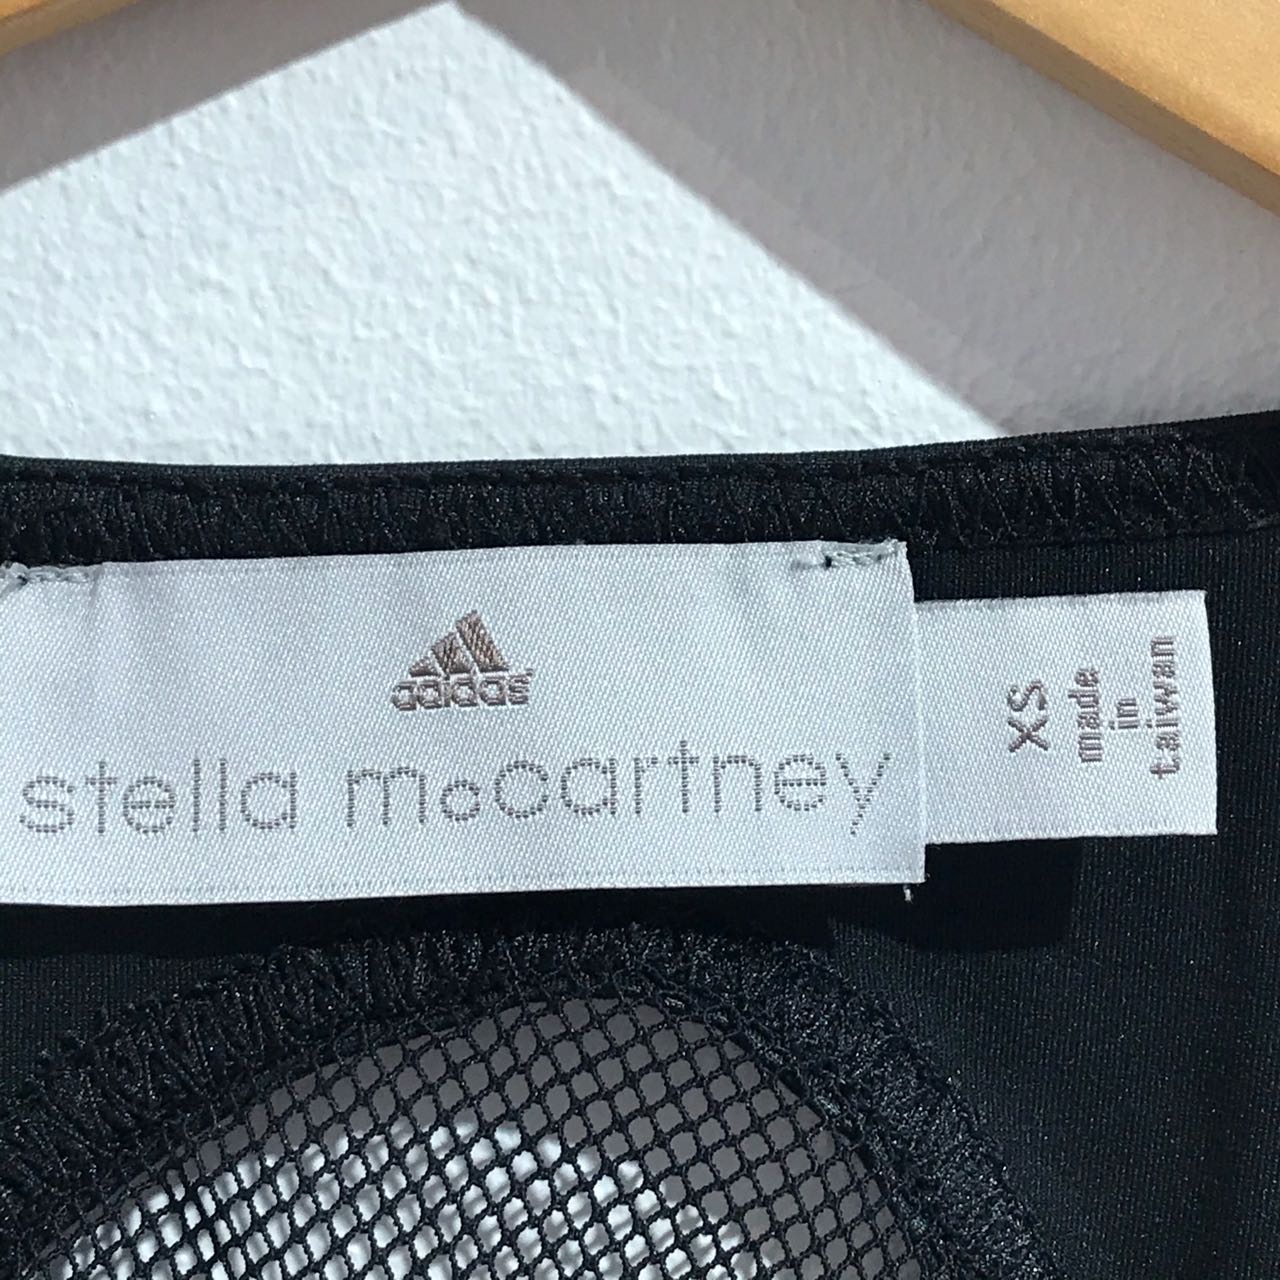 adidas
stella mcCartney
XS
made
in
taiwan